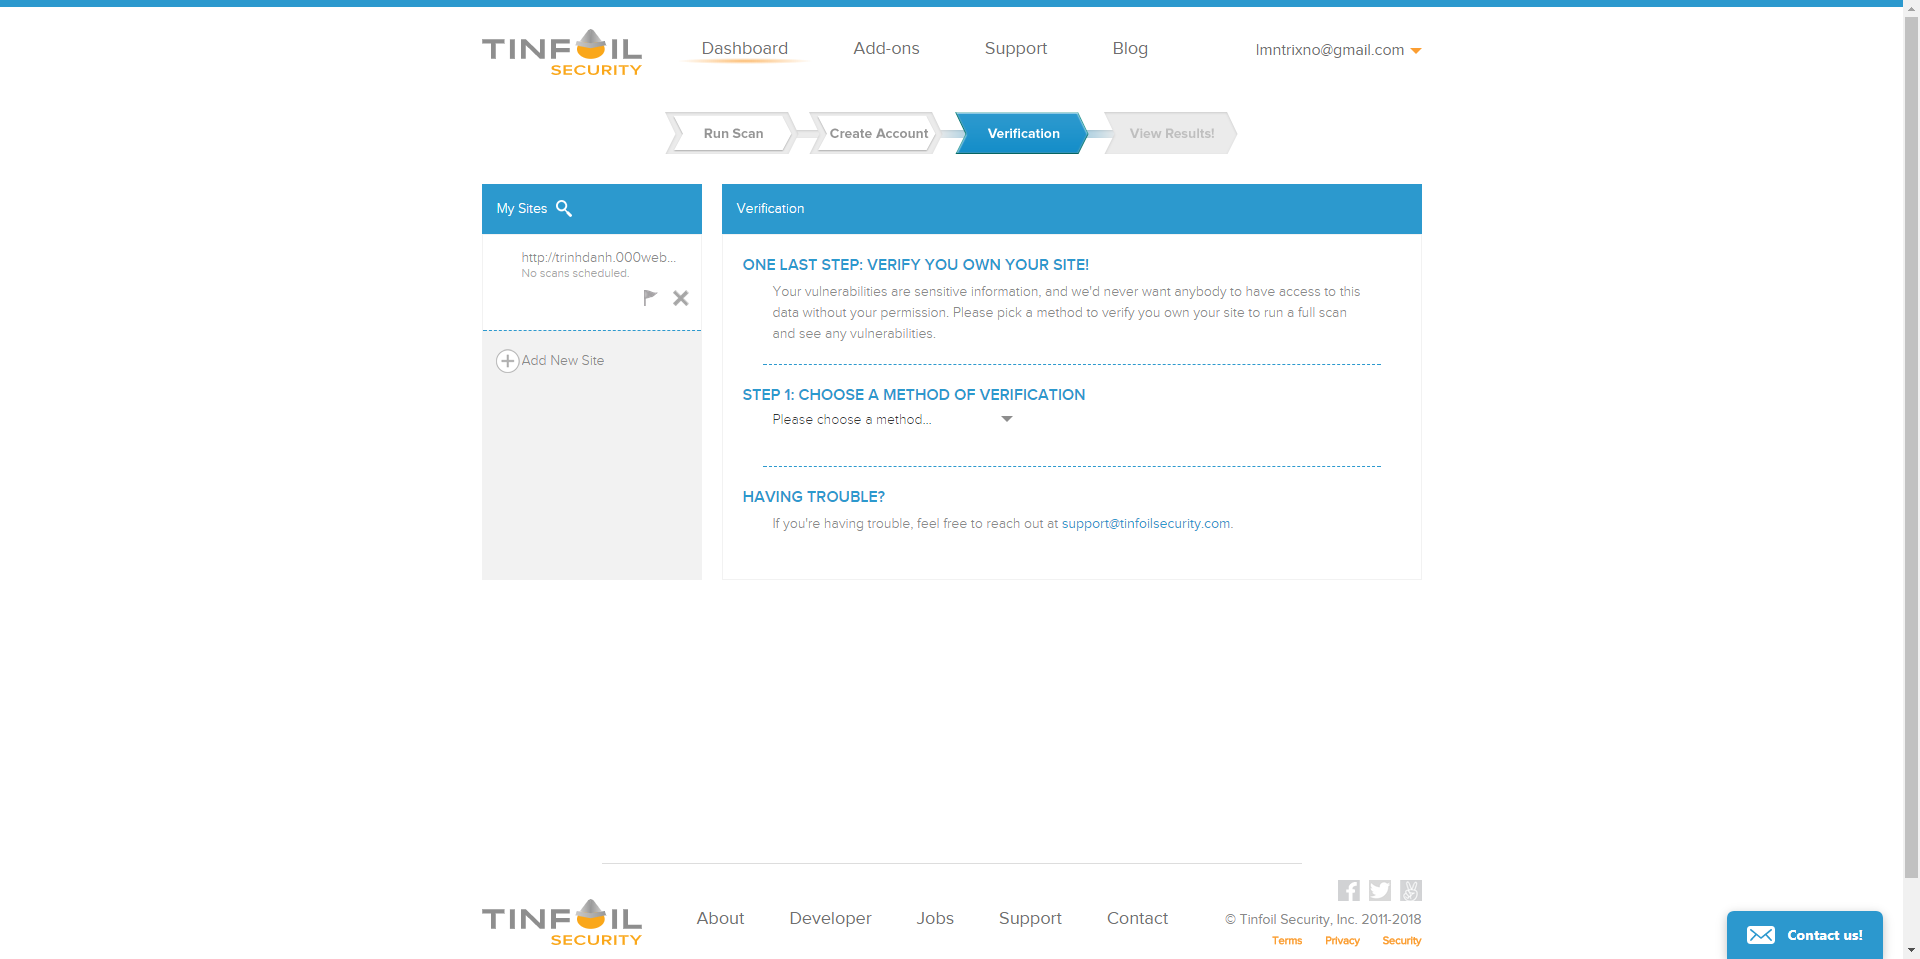 TINFOIL
SECURITY
Dashboard
Add-ons
Support
Blog
lmntrixno@gmail.com
Run Scan
Create Account
Verification
View Results!
My Sites
http://trinhdanh.000web...
No scans scheduled.
Add New Site
Verification
ONE LAST STEP: VERIFY YOU OWN YOUR SITE!
Your vulnerabilities are sensitive information, and we'd never want anybody to have access to this
data without your permission. Please pick a method to verify you own your site to run a full scan
and see any vulnerabilities.
STEP 1: CHOOSE A METHOD OF VERIFICATION
Please choose a method...
HAVING TROUBLE?
If you're having trouble, feel free to reach out at support@tinfoilsecurity.com.
TINFOIL
SECURITY
About
Developer
Jobs
Support
Contact
© Tinfoil Security, Inc. 2011-2018
Terms
Privacy
Security
Contact us!